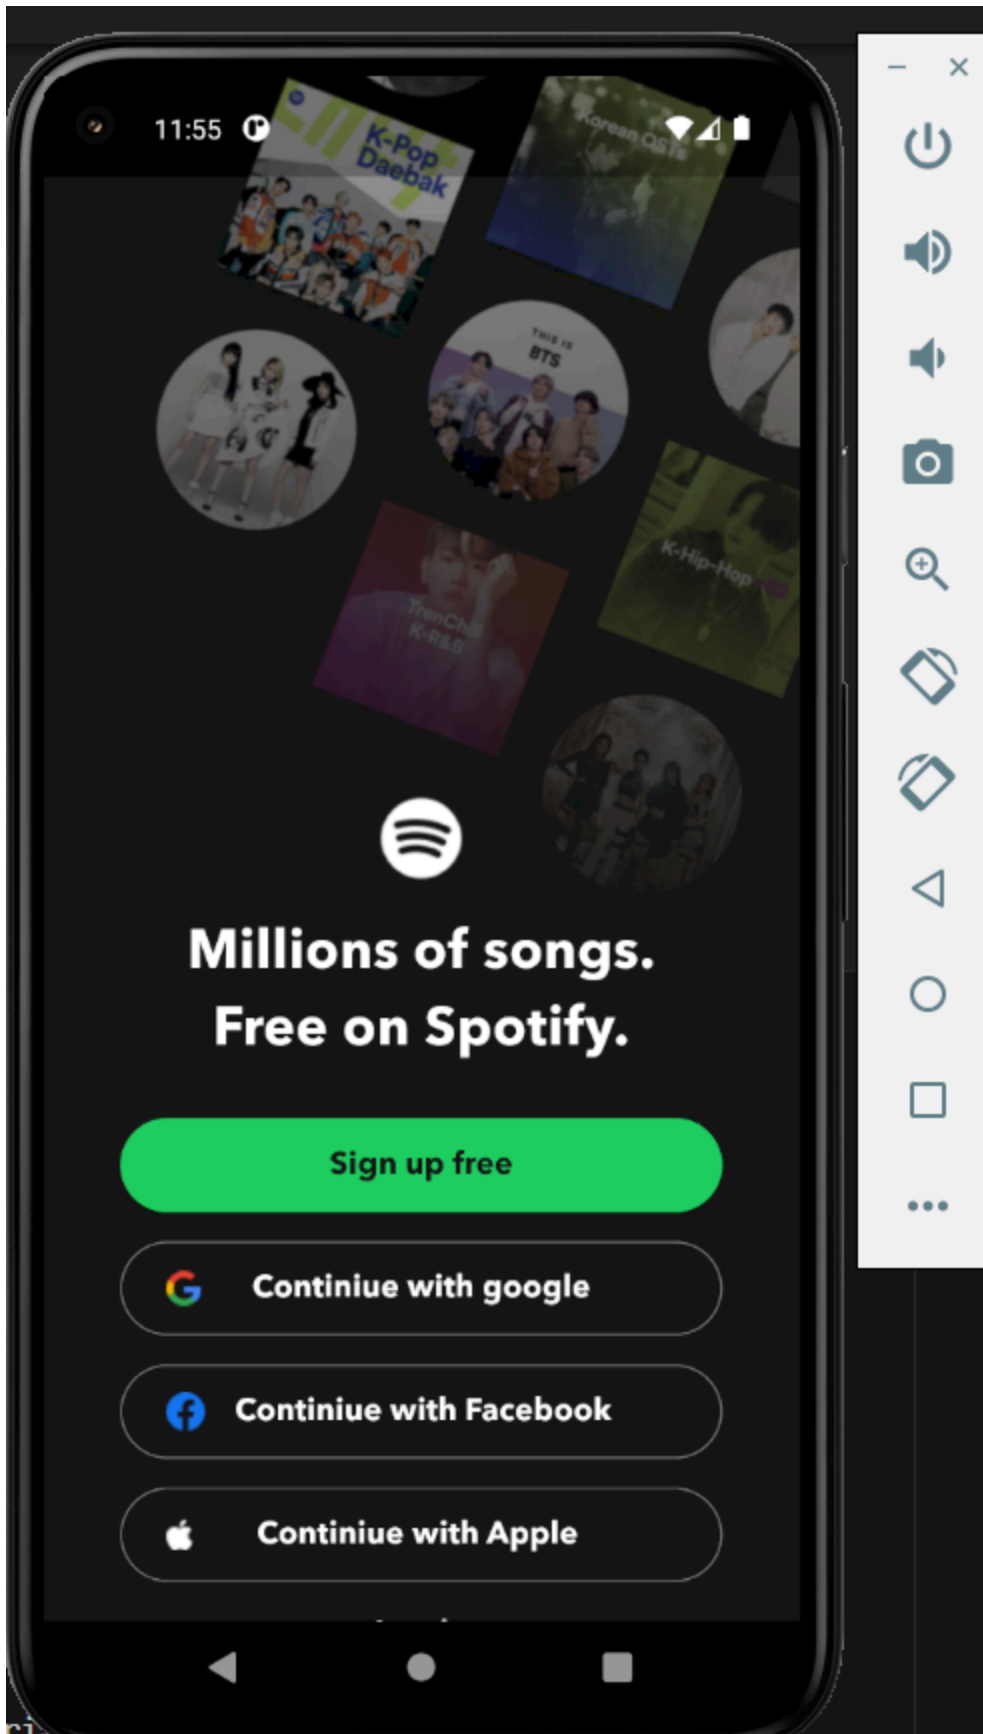 11:55
K-Pop
Daebak
Korean OSTs
THIS IS
BTS
K-Hip-Hop
TrenChill
K-R&B
Millions of songs.
Free on Spotify.
Sign up free
Continiue with google
Continiue with Facebook
Continiue with Apple